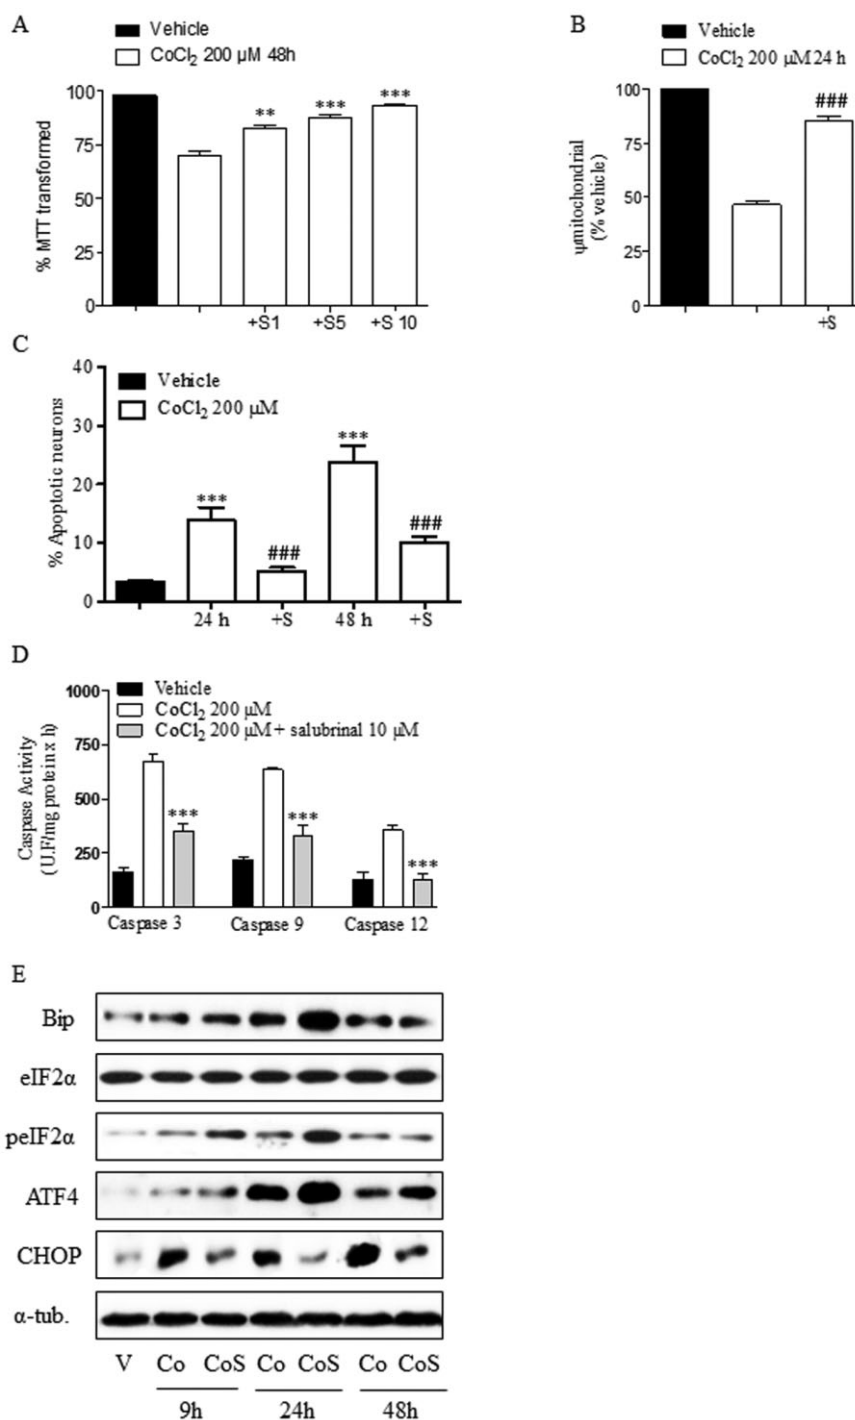 A
Vehicle
CoCl2 200 µM 48h
% MTT transformed
100
75
50
25
0
**
***
***
+S1
+S5
+S 10
B
Vehicle
CoCl2 200 µM 24 h
ψmitochondrial
(% vehicle)
100
75
50
25
0
###
+S
C
Vehicle
CoCl2 200 µM
% Apoptotic neurons
40
30
20
10
0
***
###
***
###
24 h
+S
48 h
+S
D
Vehicle
CoCl2 200 µM
CoCl2 200 µM + salubrinal 10 µM
Caspase Activity
(U.F/mg protein x h)
1000
750
500
250
0
***
***
***
Caspase 3
Caspase 9
Caspase 12
E
Bip
eIF2α
peIF2α
ATF4
CHOP
α-tub.
V Co CoS Co CoS Co CoS
9h 24h 48h